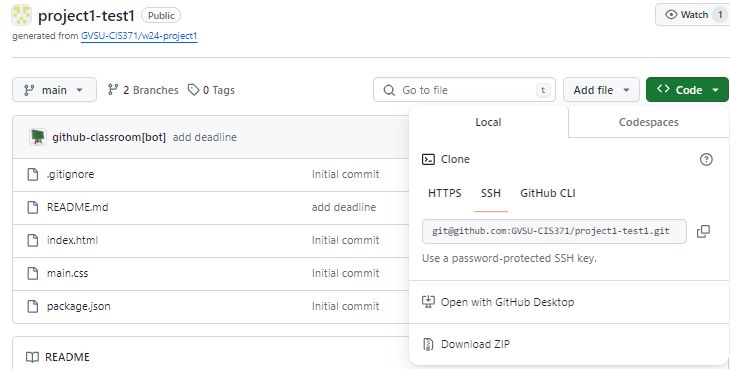 project1-test1 Public Watch 1
generated from GVSU-CIS371/w24-project1
main 2 Branches 0 Tags Go to file t Add file <> Code
github-classroom[bot] add deadline
.gitignore Initial commit
README.md add deadline
index.html Initial commit
main.css Initial commit
package.json Initial commit
README
Local Codespaces
Clone ?
HTTPS SSH GitHub CLI
git@github.com:GVSU-CIS371/project1-test1.git
Use a password-protected SSH key.
Open with GitHub Desktop
Download ZIP